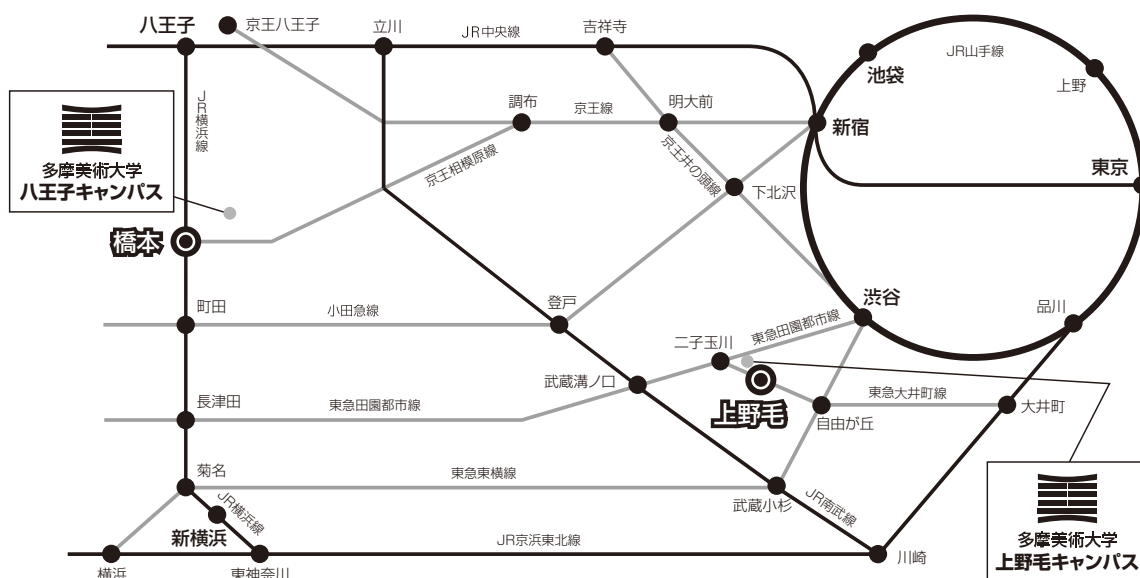 八王子
京王八王子
立川
JR中央線
吉祥寺
JR山手線
池袋
上野
JR横浜線
調布
京王線
明大前
新宿
多摩美術大学
八王子キャンパス
京王相模原線
京王井の頭線
下北沢
東京
橋本
町田
小田急線
登戸
渋谷
品川
二子玉川
東急田園都市線
武蔵溝ノ口
長津田
東急田園都市線
上野毛
東急大井町線
自由が丘
大井町
菊名
東急東横線
武蔵小杉
JR南武線
JR横浜線
新横浜
JR京浜東北線
川崎
横浜
東神奈川
多摩美術大学
上野毛キャンパス